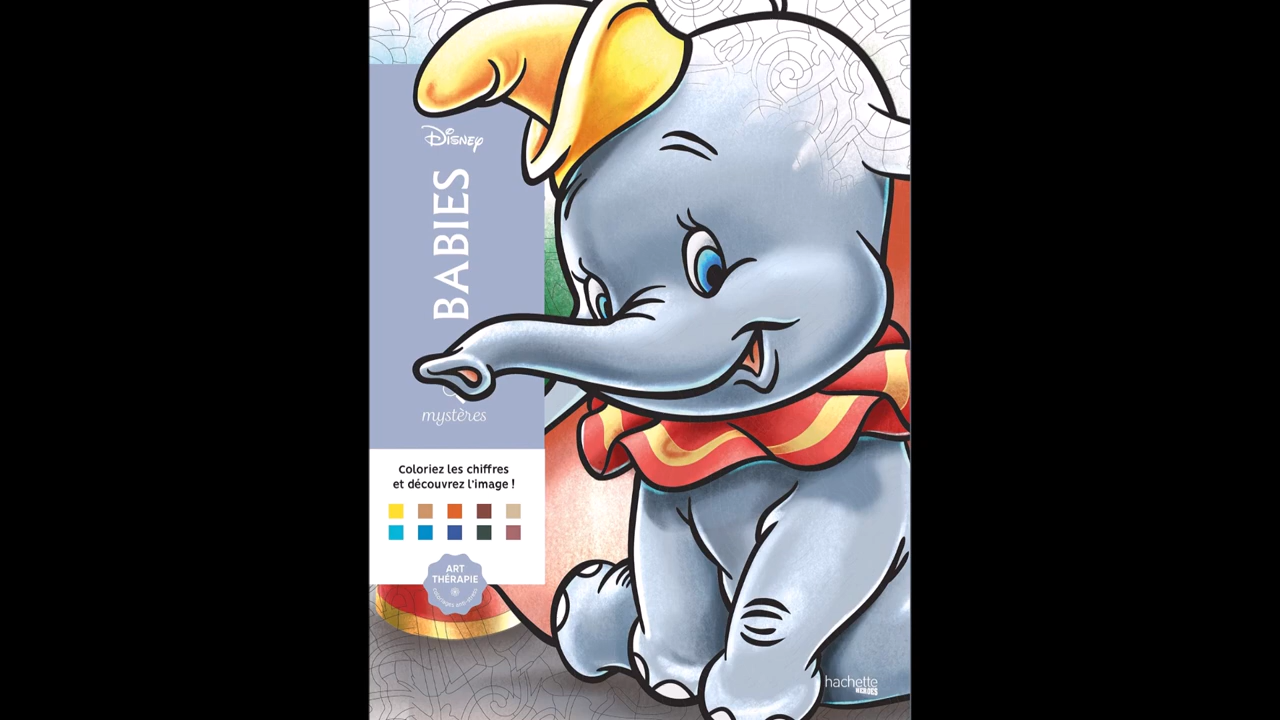 Disney
BABIES
mystères
Coloriez les chiffres
et découvrez l'image !
ART
THÉRAPIE
hachette
HEROES